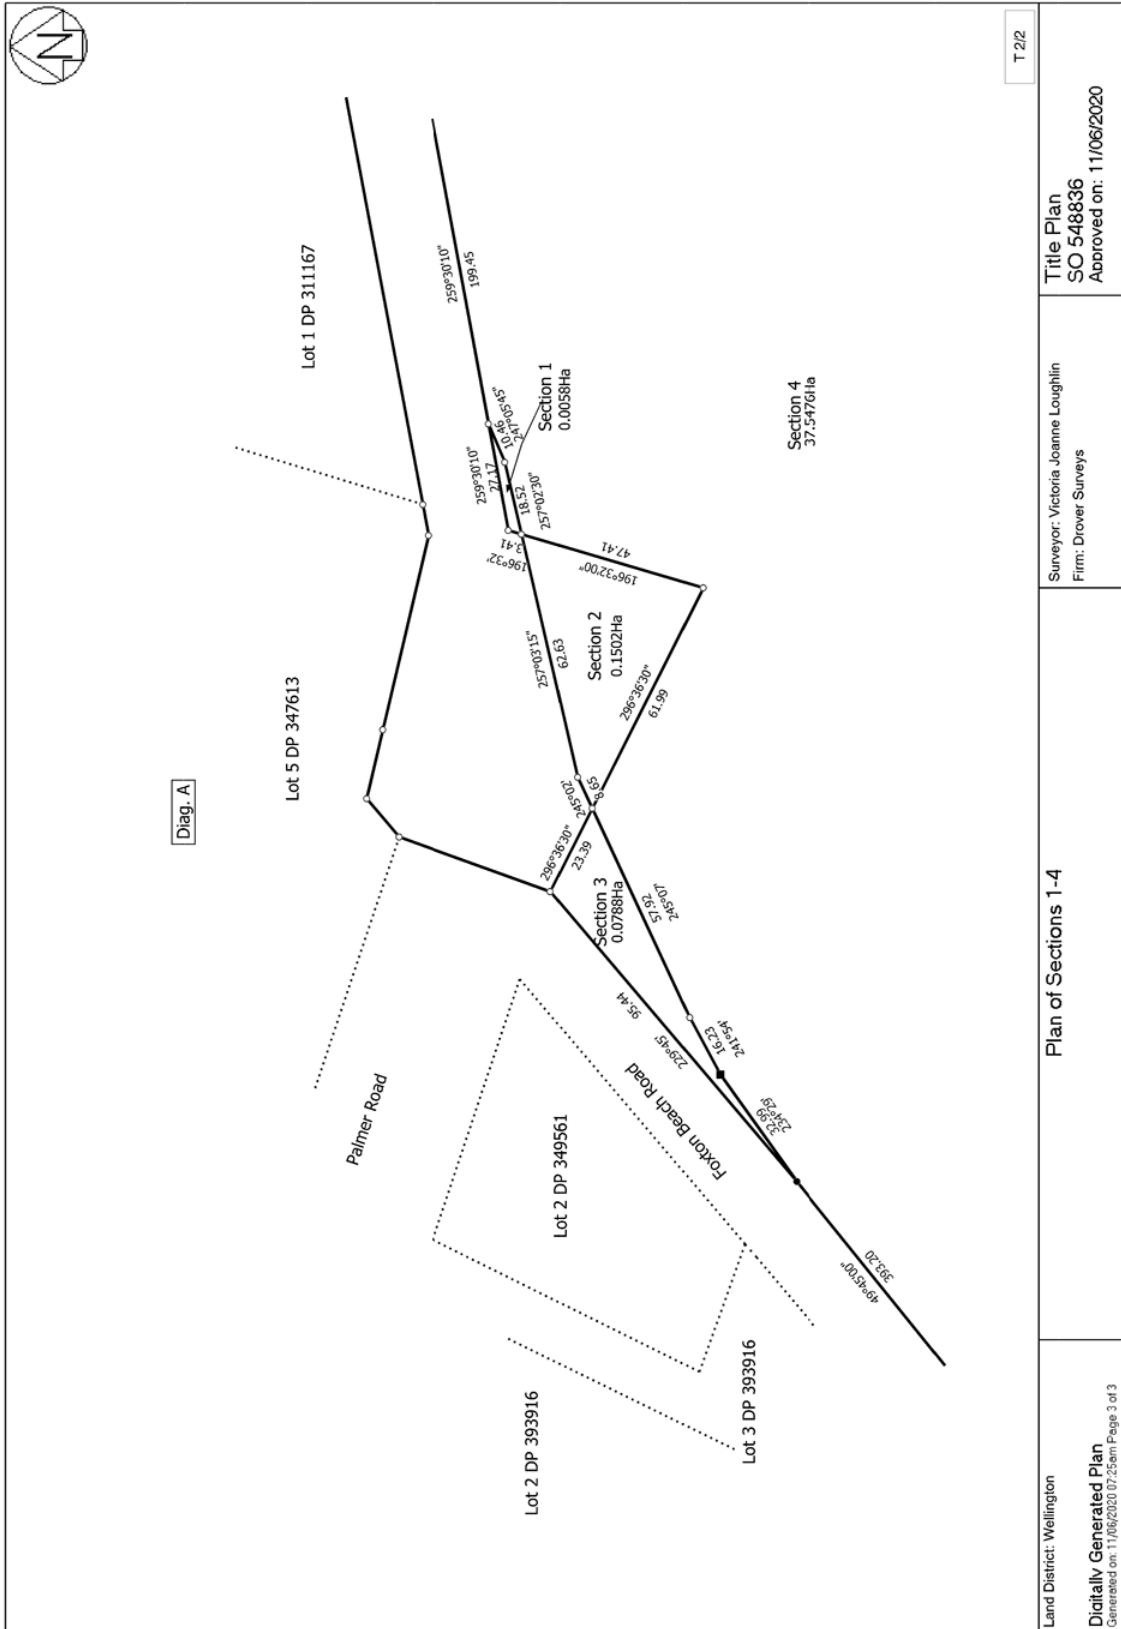 N
T 2/2
Diag. A
Lot 1 DP 311167
Lot 5 DP 347613
259°30'10"
199.45
259°30'10"
27.17
10.46
247°05'45"
Section 1
0.0058Ha
18.52
257°02'30"
3.41
196°32'
47.41
196°32'00"
Section 4
37.5476Ha
257°03'15"
62.63
Section 2
0.1502Ha
296°36'30"
61.99
245°02'
8.65
296°36'30"
23.39
Section 3
0.0788Ha
57.92
245°07'
95.44
229°45'
16.23
241°54'
32.99
234°29'
Palmer Road
Foxton Beach Road
Lot 2 DP 349561
49°45'00"
393.20
Lot 2 DP 393916
Lot 3 DP 393916
Land District: Wellington
Digitally Generated Plan
Generated on: 11/06/2020 07:25am Page 3 of 3
Plan of Sections 1-4
Surveyor: Victoria Joanne Loughlin
Firm: Drover Surveys
Title Plan
SO 548836
Approved on: 11/06/2020